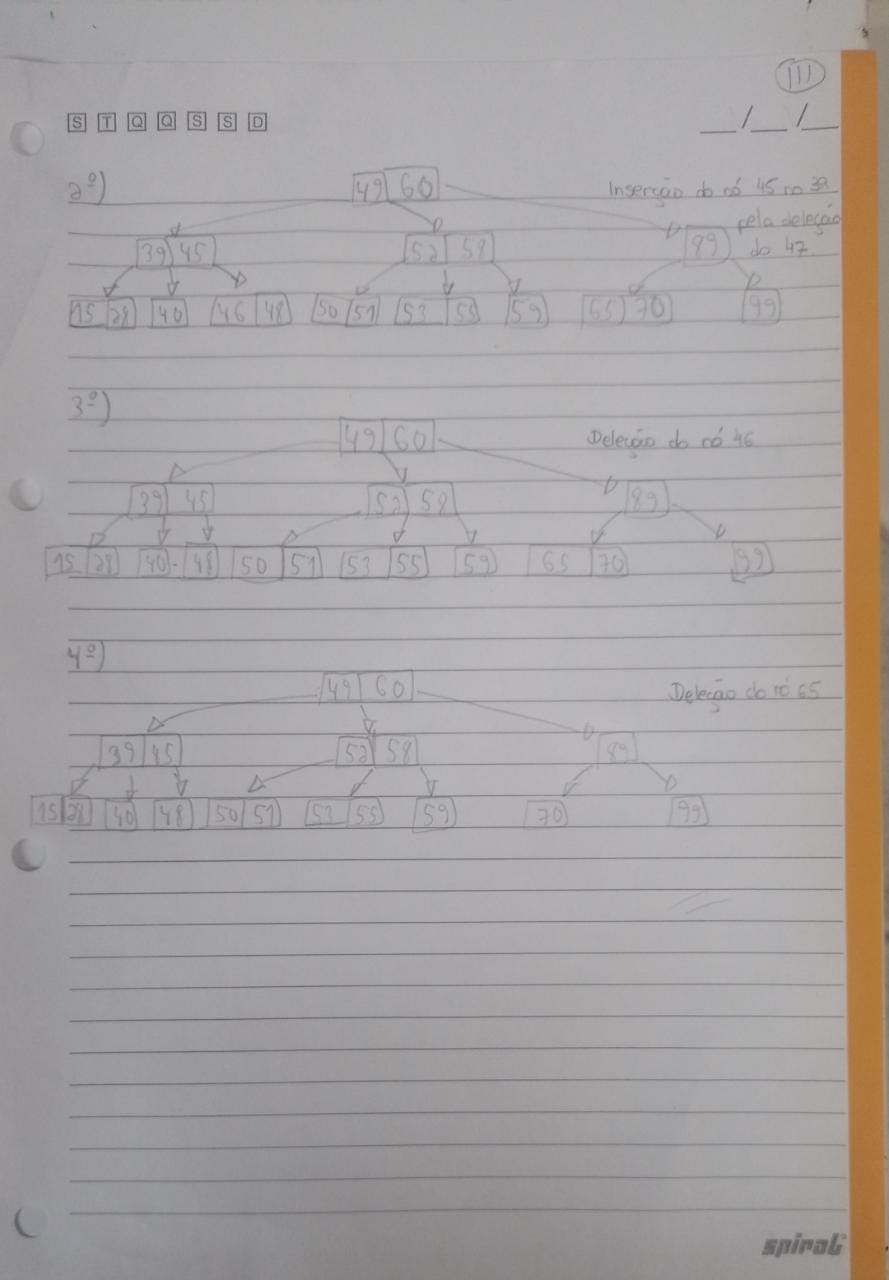 III
S T Q Q S S D
__/__/__
2º)
49 60
Inserção do nó 45 no 39
pela deleção
do 47.
39 45 52 58 89
15 28 40 46 48 50 51 53 55 59 65 70 99
3º)
49 60
Deleção do nó 46
39 45 52 58 89
15 28 40 48 50 51 53 55 59 65 70 99
4º)
49 60
Deleção do nó 65
39 45 52 58 89
15 28 40 48 50 51 53 55 59 70 99
spiral